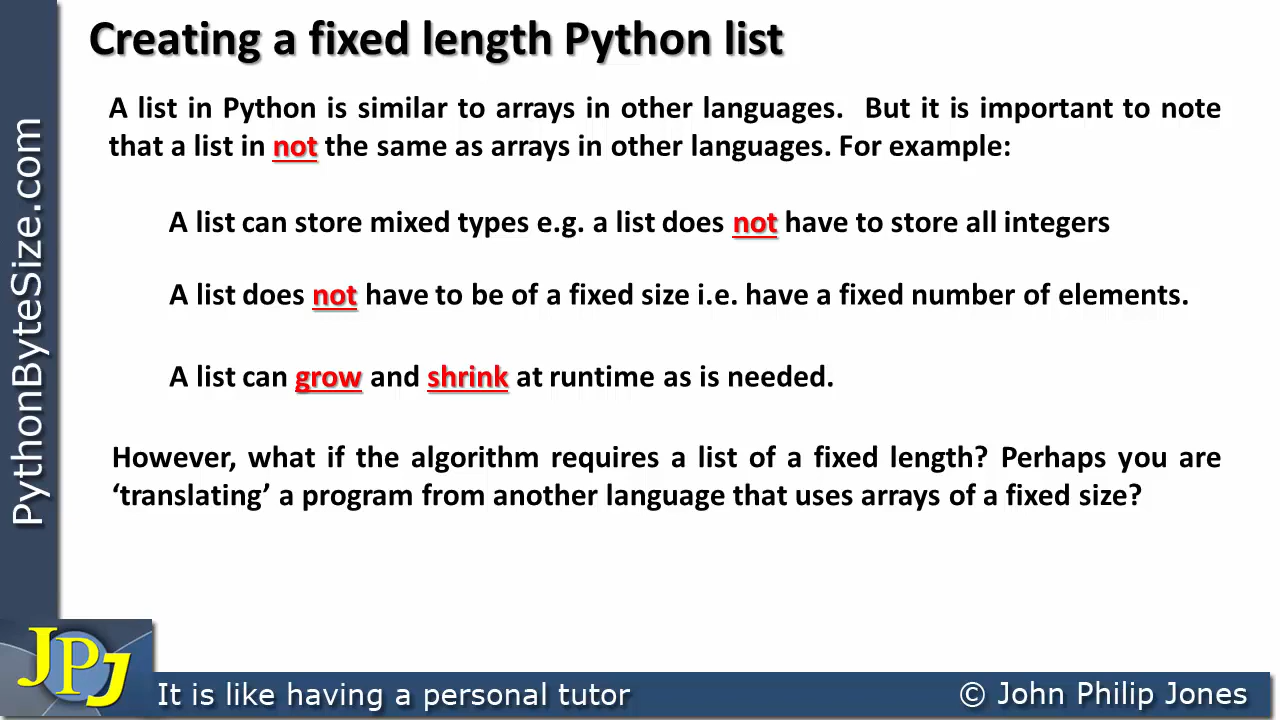 Creating a fixed length Python list
A list in Python is similar to arrays in other languages.  But it is important to note
that a list in not the same as arrays in other languages. For example:
A list can store mixed types e.g. a list does not have to store all integers
A list does not have to be of a fixed size i.e. have a fixed number of elements.
A list can grow and shrink at runtime as is needed.
However, what if the algorithm requires a list of a fixed length? Perhaps you are
‘translating’ a program from another language that uses arrays of a fixed size?
PythonByteSize.com
JPJ
It is like having a personal tutor
© John Philip Jones